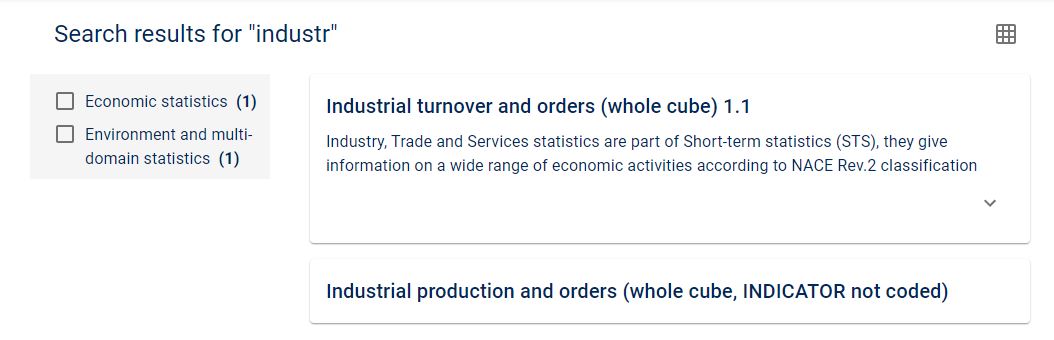 Search results for "industr"
Economic statistics (1)
Environment and multi-
domain statistics (1)
Industrial turnover and orders (whole cube) 1.1
Industry, Trade and Services statistics are part of Short-term statistics (STS), they give
information on a wide range of economic activities according to NACE Rev.2 classification
Industrial production and orders (whole cube, INDICATOR not coded)